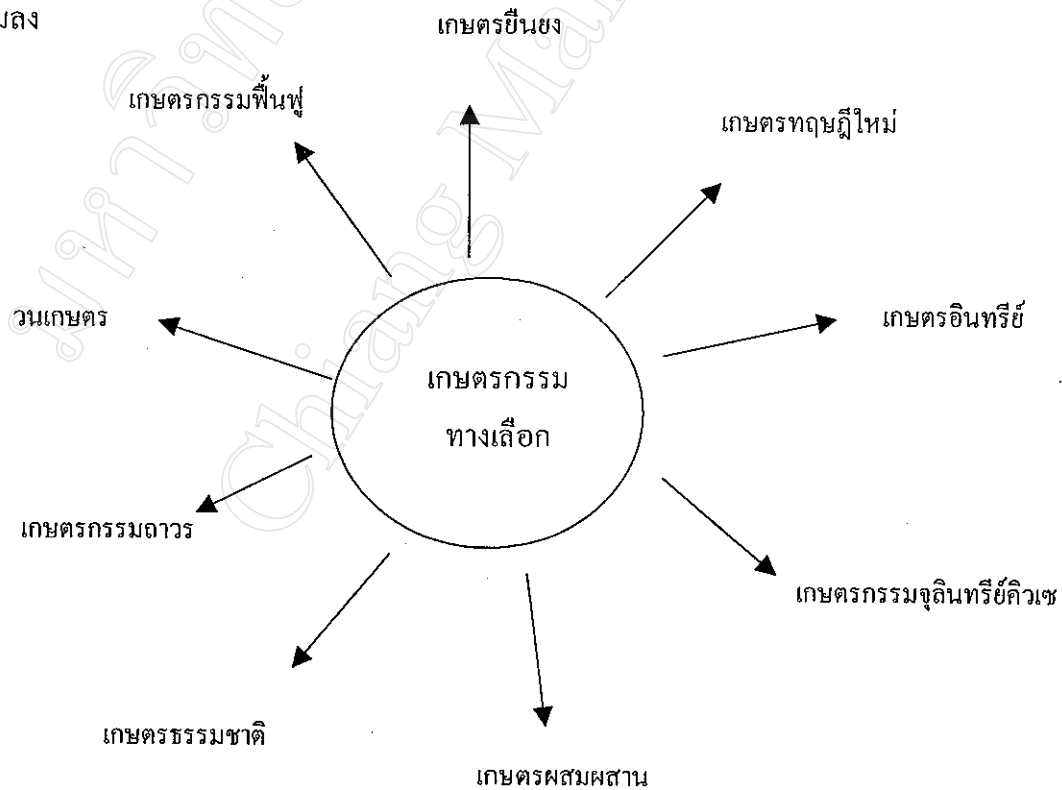 เกษตรยืนยง
เกษตรกรรมฟื้นฟู
เกษตรทฤษฎีใหม่
วนเกษตร
เกษตรอินทรีย์
เกษตรกรรม
ทางเลือก
เกษตรกรรมถาวร
เกษตรกรรมจุลินทรีย์คิวเซ
เกษตรธรรมชาติ
เกษตรผสมผสาน
Chiang Ma